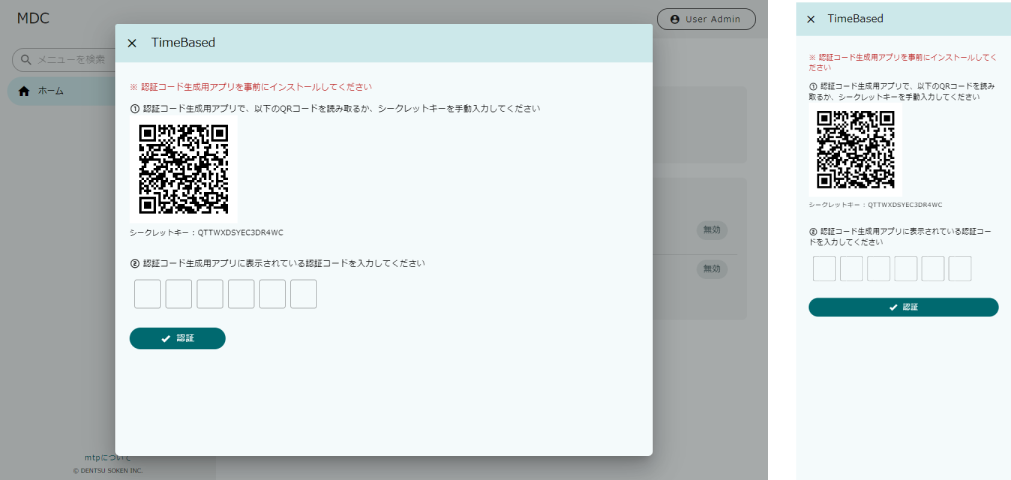 MDC
User Admin
メニューを検索
ホーム
TimeBased
※ 認証コード生成用アプリを事前にインストールしてください
① 認証コード生成用アプリで、以下のQRコードを読み取るか、シークレットキーを手動入力してください
シークレットキー：QTTWXDSYEC3DR4WC
② 認証コード生成用アプリに表示されている認証コードを入力してください
認証
無効
無効
mtpについて
© DENTSU SOKEN INC.
TimeBased
※ 認証コード生成用アプリを事前にインストールしてく
ださい
① 認証コード生成用アプリで、以下のQRコードを読み
取るか、シークレットキーを手動入力してください
シークレットキー：QTTWXDSYEC3DR4WC
② 認証コード生成用アプリに表示されている認証コー
ドを入力してください
認証